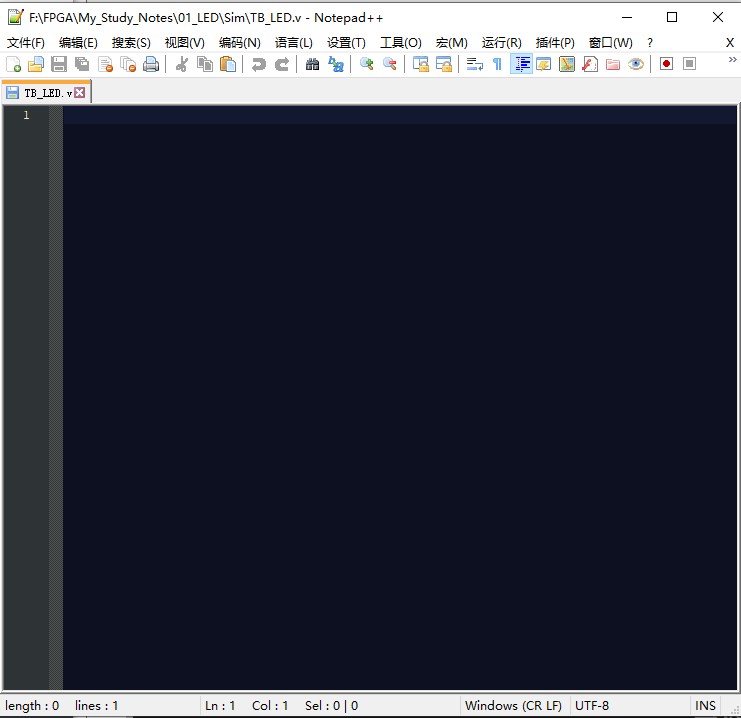 F:\FPGA\My_Study_Notes\01_LED\Sim\TB_LED.v - Notepad++
文件(F) 编辑(E) 搜索(S) 视图(V) 编码(N) 语言(L) 设置(T) 工具(O) 宏(M) 运行(R) 插件(P) 窗口(W) ? X
TB_LED.v
1
length : 0 lines : 1 Ln : 1 Col : 1 Sel : 0 | 0 Windows (CR LF) UTF-8 INS